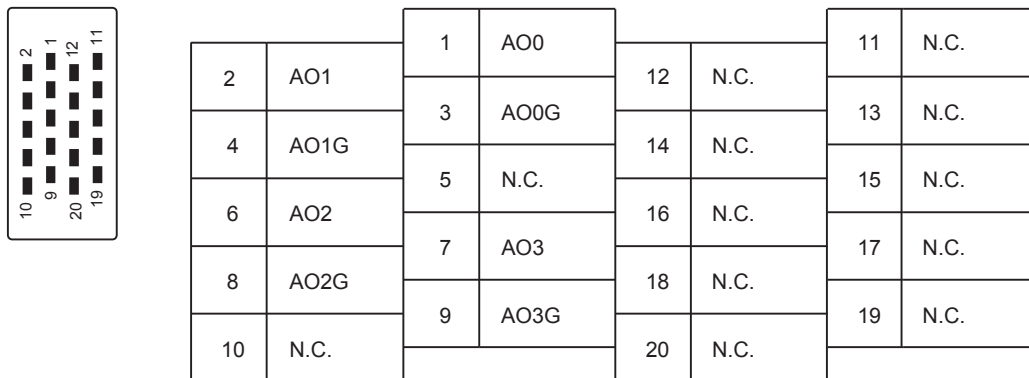 2 1 12 11
10 9 20 19
1 AO0
2 AO1
3 AO0G
4 AO1G
5 N.C.
6 AO2
7 AO3
8 AO2G
9 AO3G
10 N.C.
11 N.C.
12 N.C.
13 N.C.
14 N.C.
15 N.C.
16 N.C.
17 N.C.
18 N.C.
19 N.C.
20 N.C.